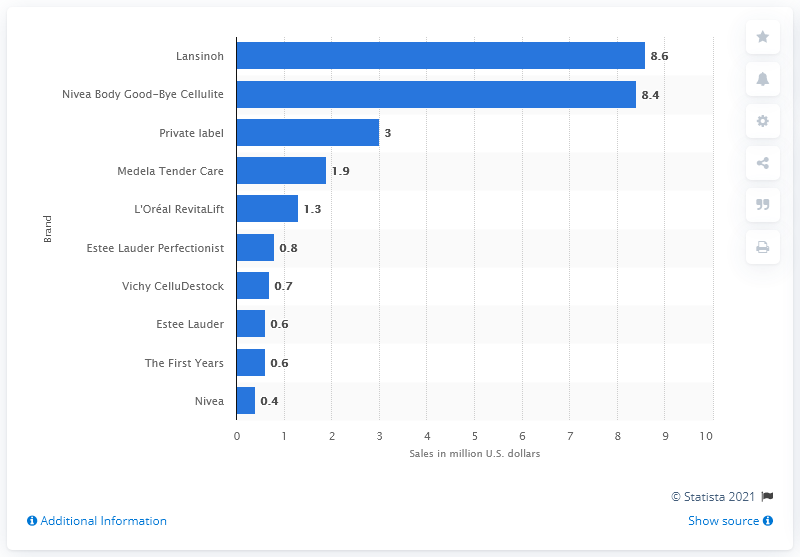 Lansinoh 8.6
Nivea Body Good-Bye Cellulite 8.4
Private label 3
Medela Tender Care 1.9
L'Oréal RevitaLift 1.3
Brand
Estee Lauder Perfectionist 0.8
Vichy CelluDestock 0.7
Estee Lauder 0.6
The First Years 0.6
Nivea 0.4
0 1 2 3 4 5 6 7 8 9 10
Sales in million U.S. dollars
© Statista 2021
Additional Information Show source